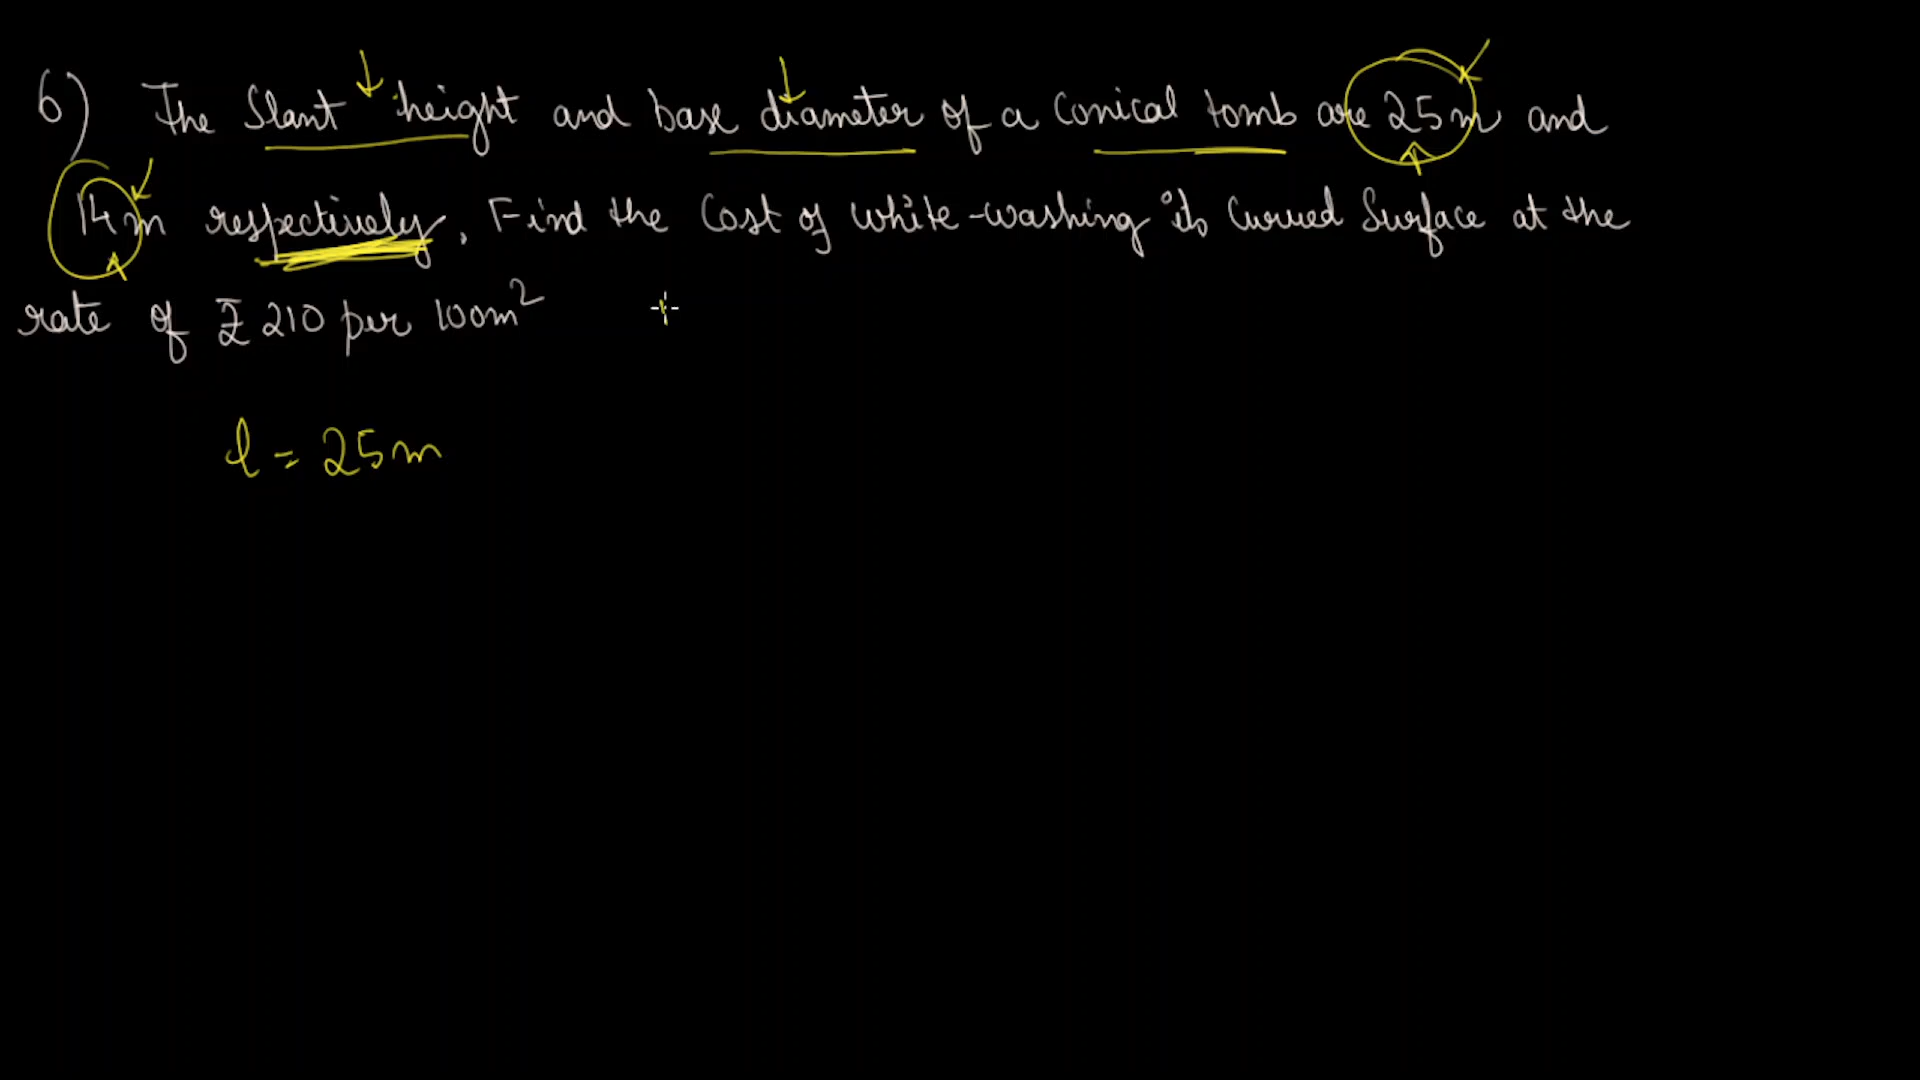 6) The Slant height and base diameter of a Conical tomb are 25m and
14m respectively. Find the Cost of white-washing its Curved Surface at the
rate of ₹ 210 per 100m²
l = 25m